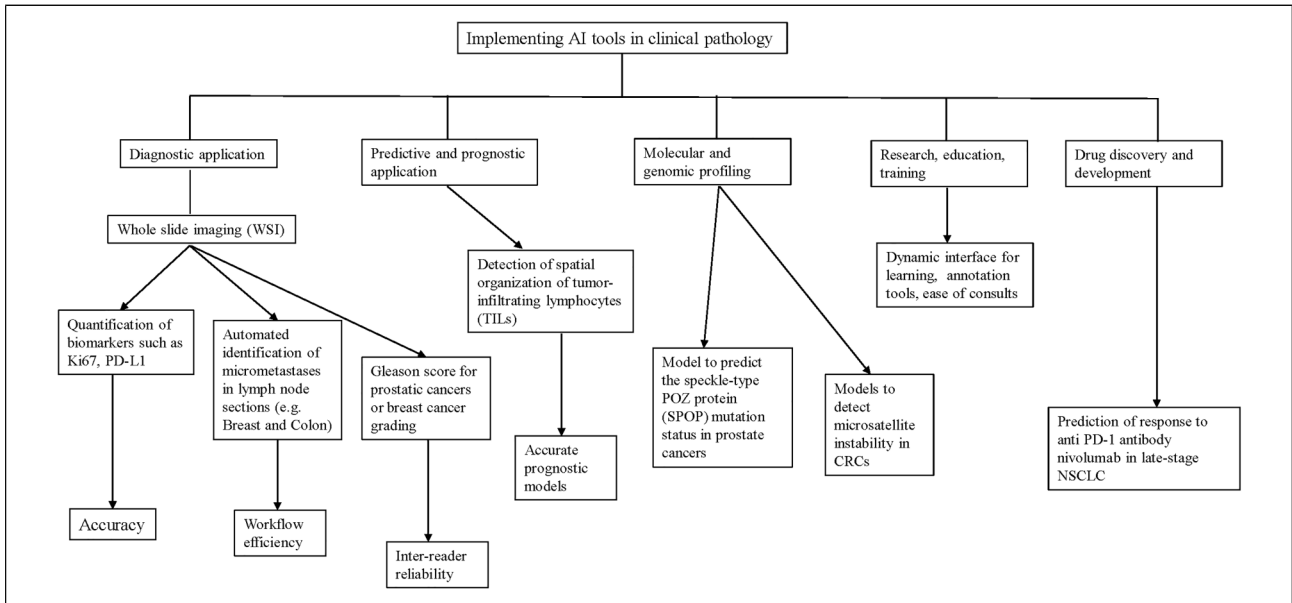 Implementing AI tools in clinical pathology
Diagnostic application
Predictive and prognostic
application
Molecular and
genomic profiling
Research, education,
training
Drug discovery and
development
Whole slide imaging (WSI)
Detection of spatial
organization of tumor-
infiltrating lymphocytes
(TILs)
Dynamic interface for
learning, annotation
tools, ease of consults
Quantification of
biomarkers such as
Ki67, PD-L1
Automated
identification of
micrometastases
in lymph node
sections (e.g.
Breast and Colon)
Gleason score for
prostatic cancers
or breast cancer
grading
Model to predict
the speckle-type
POZ protein
(SPOP) mutation
status in prostate
cancers
Models to
detect
microsatellite
instability in
CRCs
Prediction of response to
anti PD-1 antibody
nivolumab in late-stage
NSCLC
Accurate
prognostic
models
Accuracy
Workflow
efficiency
Inter-reader
reliability